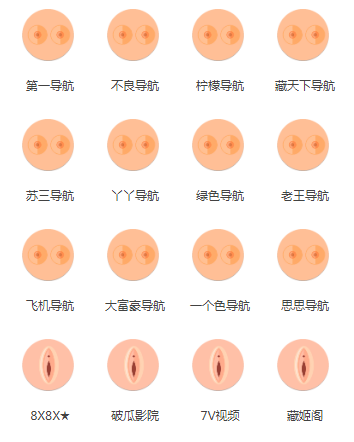 第一导航 不良导航 柠檬导航 藏天下导航
苏三导航 丫丫导航 绿色导航 老王导航
飞机导航 大富豪导航 一个色导航 思思导航
8X8X★ 破瓜影院 7V视频 藏姬阁